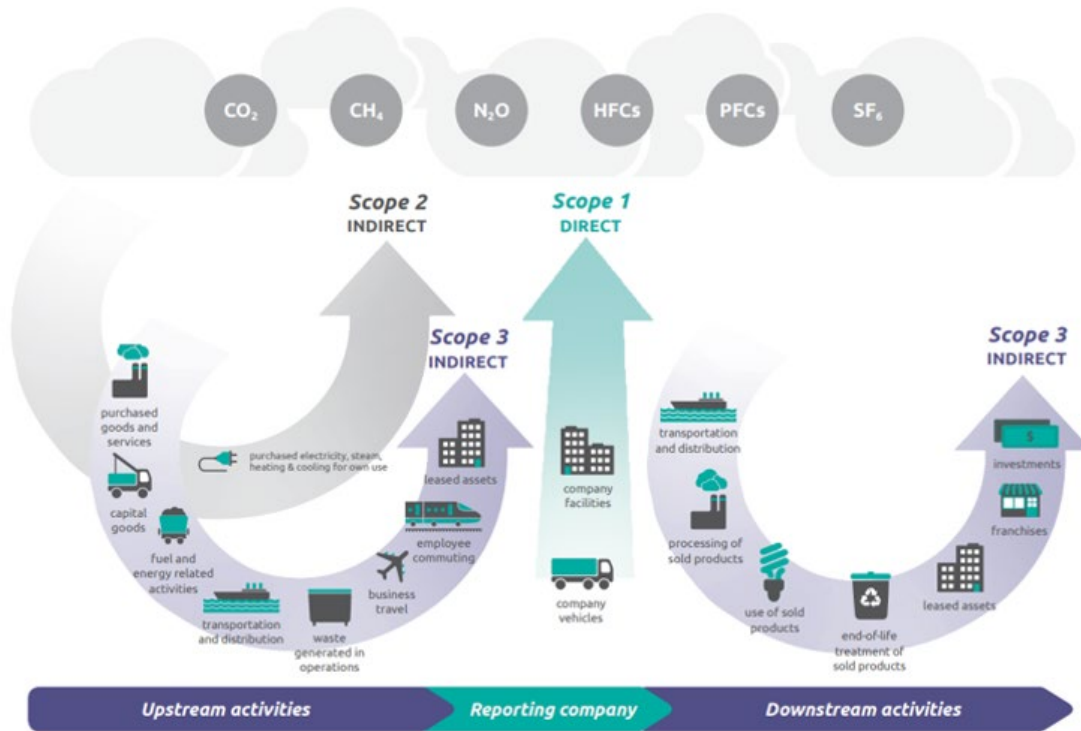 CO₂
CH₄
N₂O
HFCs
PFCs
SF₆
Scope 2
INDIRECT
Scope 1
DIRECT
Scope 3
INDIRECT
Scope 3
INDIRECT
purchased
goods and
services
capital
goods
fuel and
energy related
activities
purchased electricity, steam,
heating & cooling for own use
transportation
and distribution
waste
generated in
operations
business
travel
employee
commuting
leased assets
company
facilities
company
vehicles
transportation
and distribution
processing of
sold products
use of sold
products
end-of-life
treatment of
sold products
leased assets
franchises
$
investments
Upstream activities
Reporting company
Downstream activities